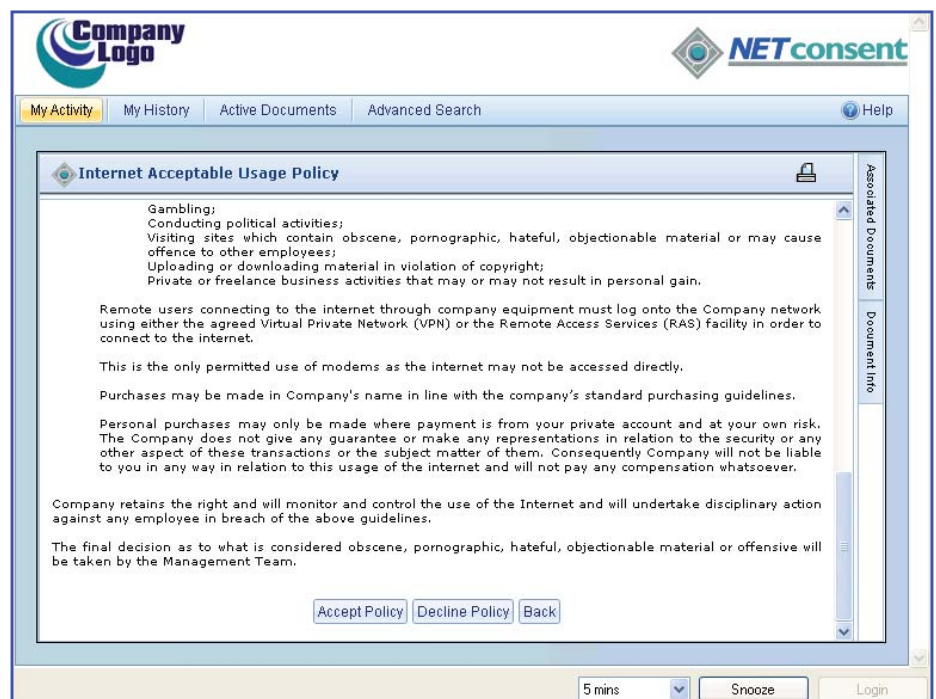 Company
Logo
NETconsent
My Activity
My History
Active Documents
Advanced Search
Help
Internet Acceptable Usage Policy
Gambling;
Conducting political activities;
Visiting sites which contain obscene, pornographic, hateful, objectionable material or may cause
offence to other employees;
Uploading or downloading material in violation of copyright;
Private or freelance business activities that may or may not result in personal gain.
Remote users connecting to the internet through company equipment must log onto the Company network
using either the agreed Virtual Private Network (VPN) or the Remote Access Services (RAS) facility in order to
connect to the internet.
This is the only permitted use of modems as the internet may not be accessed directly.
Purchases may be made in Company's name in line with the company's standard purchasing guidelines.
Personal purchases may only be made where payment is from your private account and at your own risk.
The Company does not give any guarantee or make any representations in relation to the security or any
other aspect of these transactions or the subject matter of them. Consequently Company will not be liable
to you in any way in relation to this usage of the internet and will not pay any compensation whatsoever.
Company retains the right and will monitor and control the use of the Internet and will undertake disciplinary action
against any employee in breach of the above guidelines.
The final decision as to what is considered obscene, pornographic, hateful, objectionable material or offensive will
be taken by the Management Team.
Accept Policy
Decline Policy
Back
Associated Documents
Document Info
5 mins
Snooze
Login